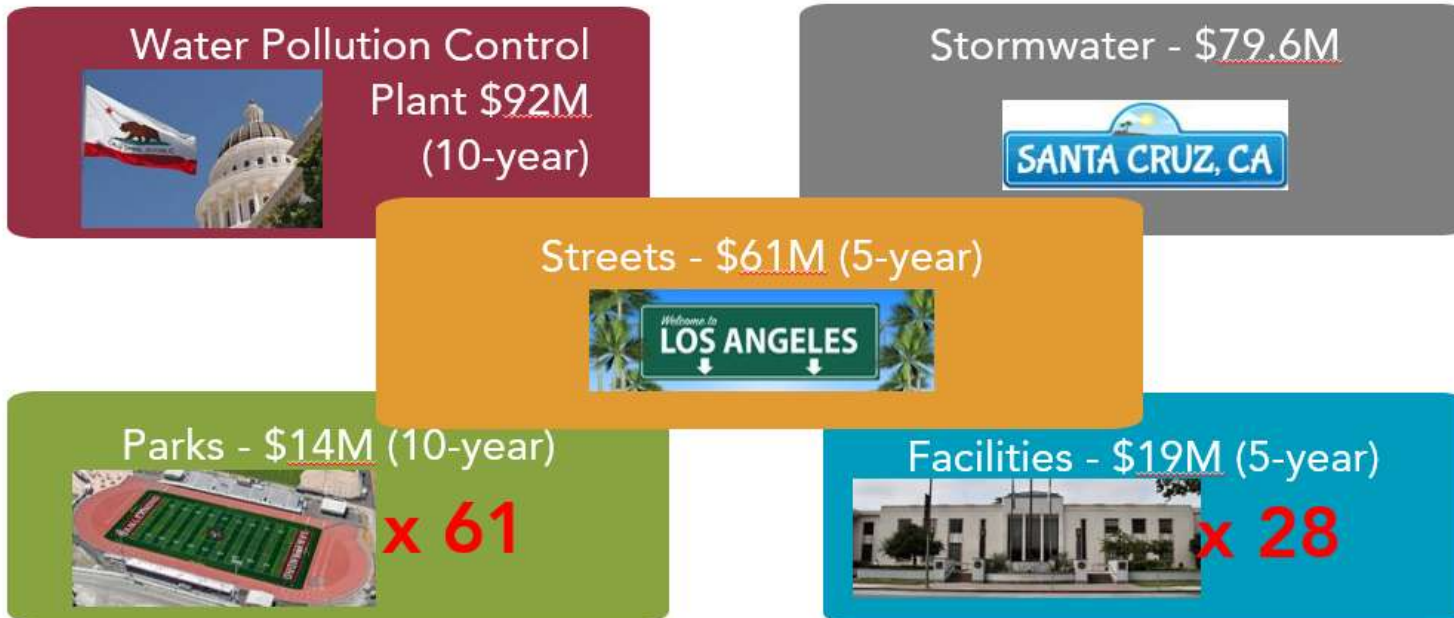 Water Pollution Control
Plant $92M
(10-year)
Stormwater - $79.6M
SANTA CRUZ, CA
Streets - $61M (5-year)
Welcome to
LOS ANGELES
Parks - $14M (10-year)
x 61
Facilities - $19M (5-year)
x 28